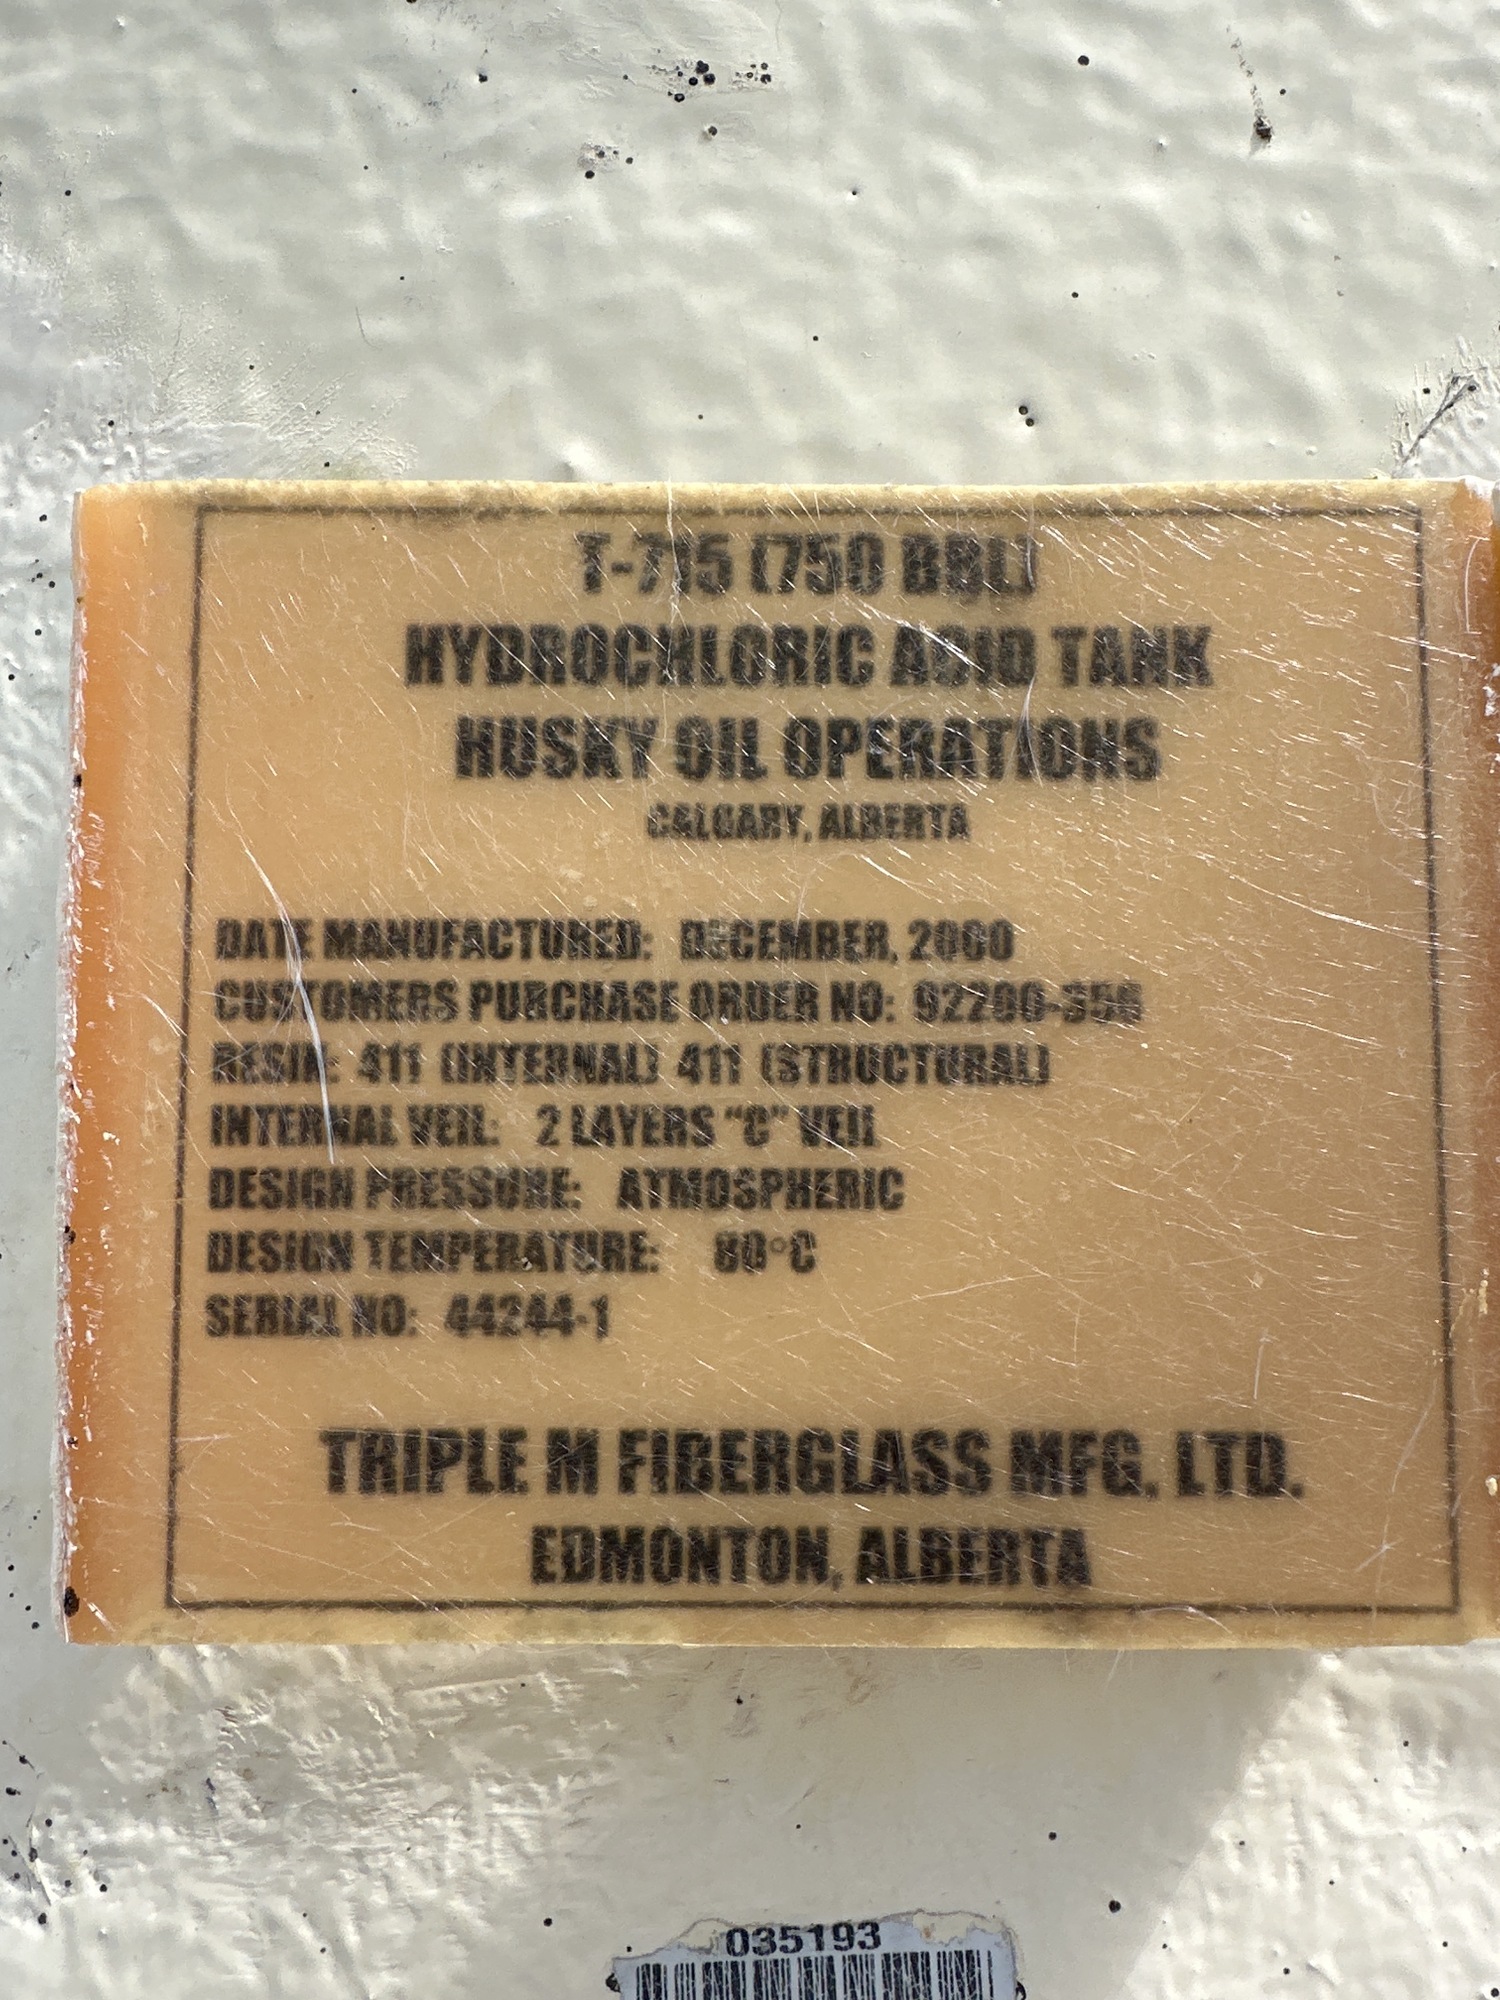 T-715 (750 BBL)
HYDROCHLORIC ACID TANK
HUSKY OIL OPERATIONS
CALGARY, ALBERTA
DATE MANUFACTURED: DECEMBER, 2000
CUSTOMERS PURCHASE ORDER NO: 92200-356
RESIN: 411 (INTERNAL) 411 (STRUCTURAL)
INTERNAL VEIL: 2 LAYERS “C” VEIL
DESIGN PRESSURE: ATMOSPHERIC
DESIGN TEMPERATURE: °C
SERIAL NO: 44244-1
TRIPLE M FIBERGLASS MFG. LTD.
EDMONTON, ALBERTA
035193